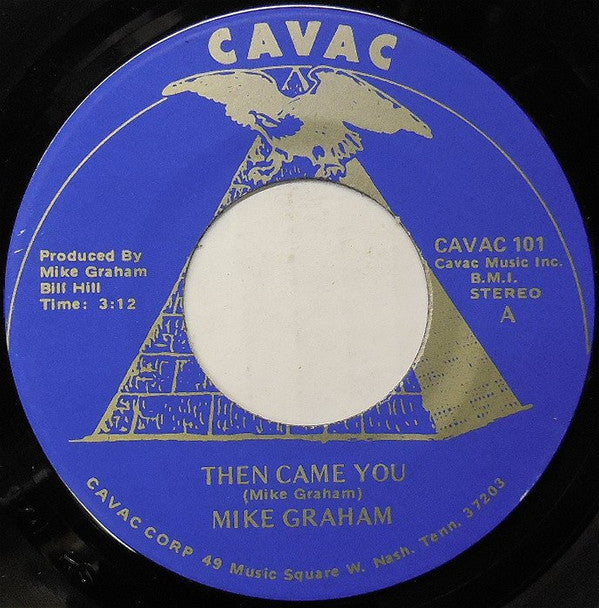 CAVAC
Produced By
Mike Graham
Bill Hill
Time: 3:12
CAVAC 101
Cavac Music Inc.
B.M.I.
STEREO
A
THEN CAME YOU
(Mike Graham)
MIKE GRAHAM
CAVAC CORP 49 Music Square W. Nash. Tenn. 37203